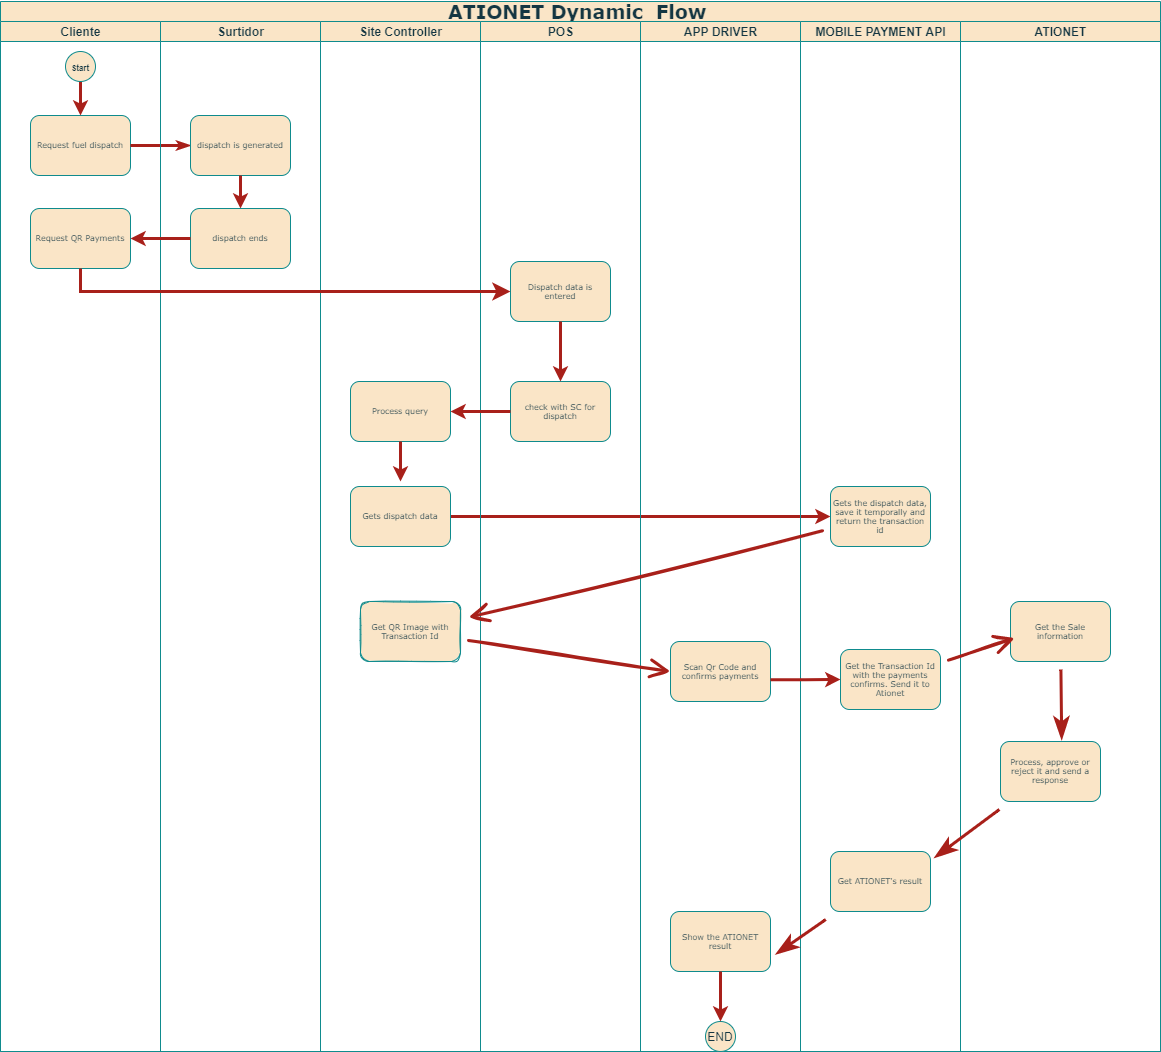 ATIONET Dynamic  Flow
Cliente
Surtidor
Site Controller
POS
APP DRIVER
MOBILE PAYMENT API
ATIONET
Start
Request fuel dispatch
dispatch is generated
Request QR Payments
dispatch ends
Dispatch data is
entered
Process query
check with SC for
dispatch
Gets dispatch data
Gets the dispatch data,
save it temporally and
return the transaction
id
Get QR Image with
Transaction Id
Scan Qr Code and
confirms payments
Get the Transaction Id
with the payments
confirms. Send it to
Ationet
Get the Sale
information
Process, approve or
reject it and send a
response
Get ATIONET's result
Show the ATIONET
result
END